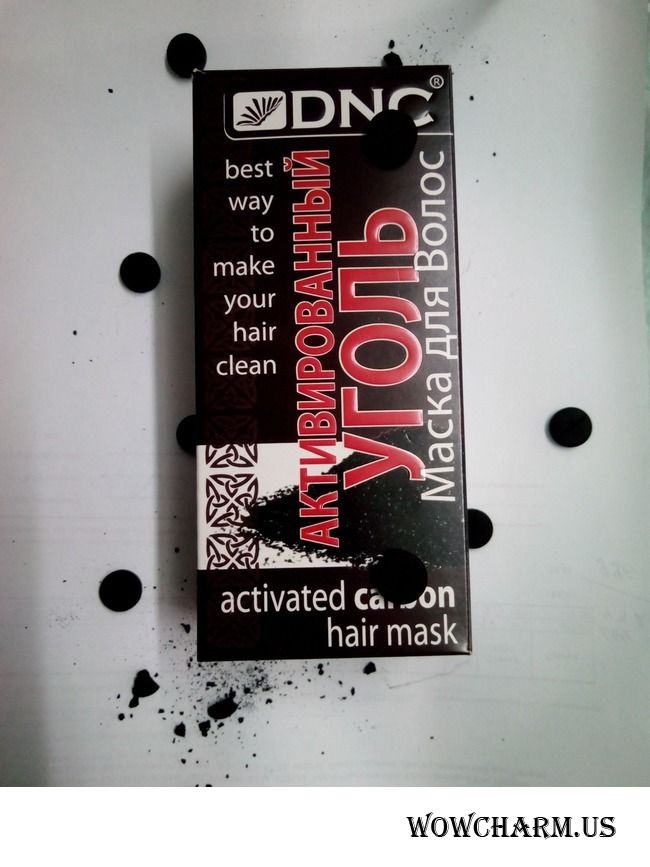 DNC®
best
way
to
make
your
hair
clean
АКТИВИРОВАННЫЙ
УГОЛЬ
Маска для Волос
activated carbon
hair mask
WOWCHARM.US